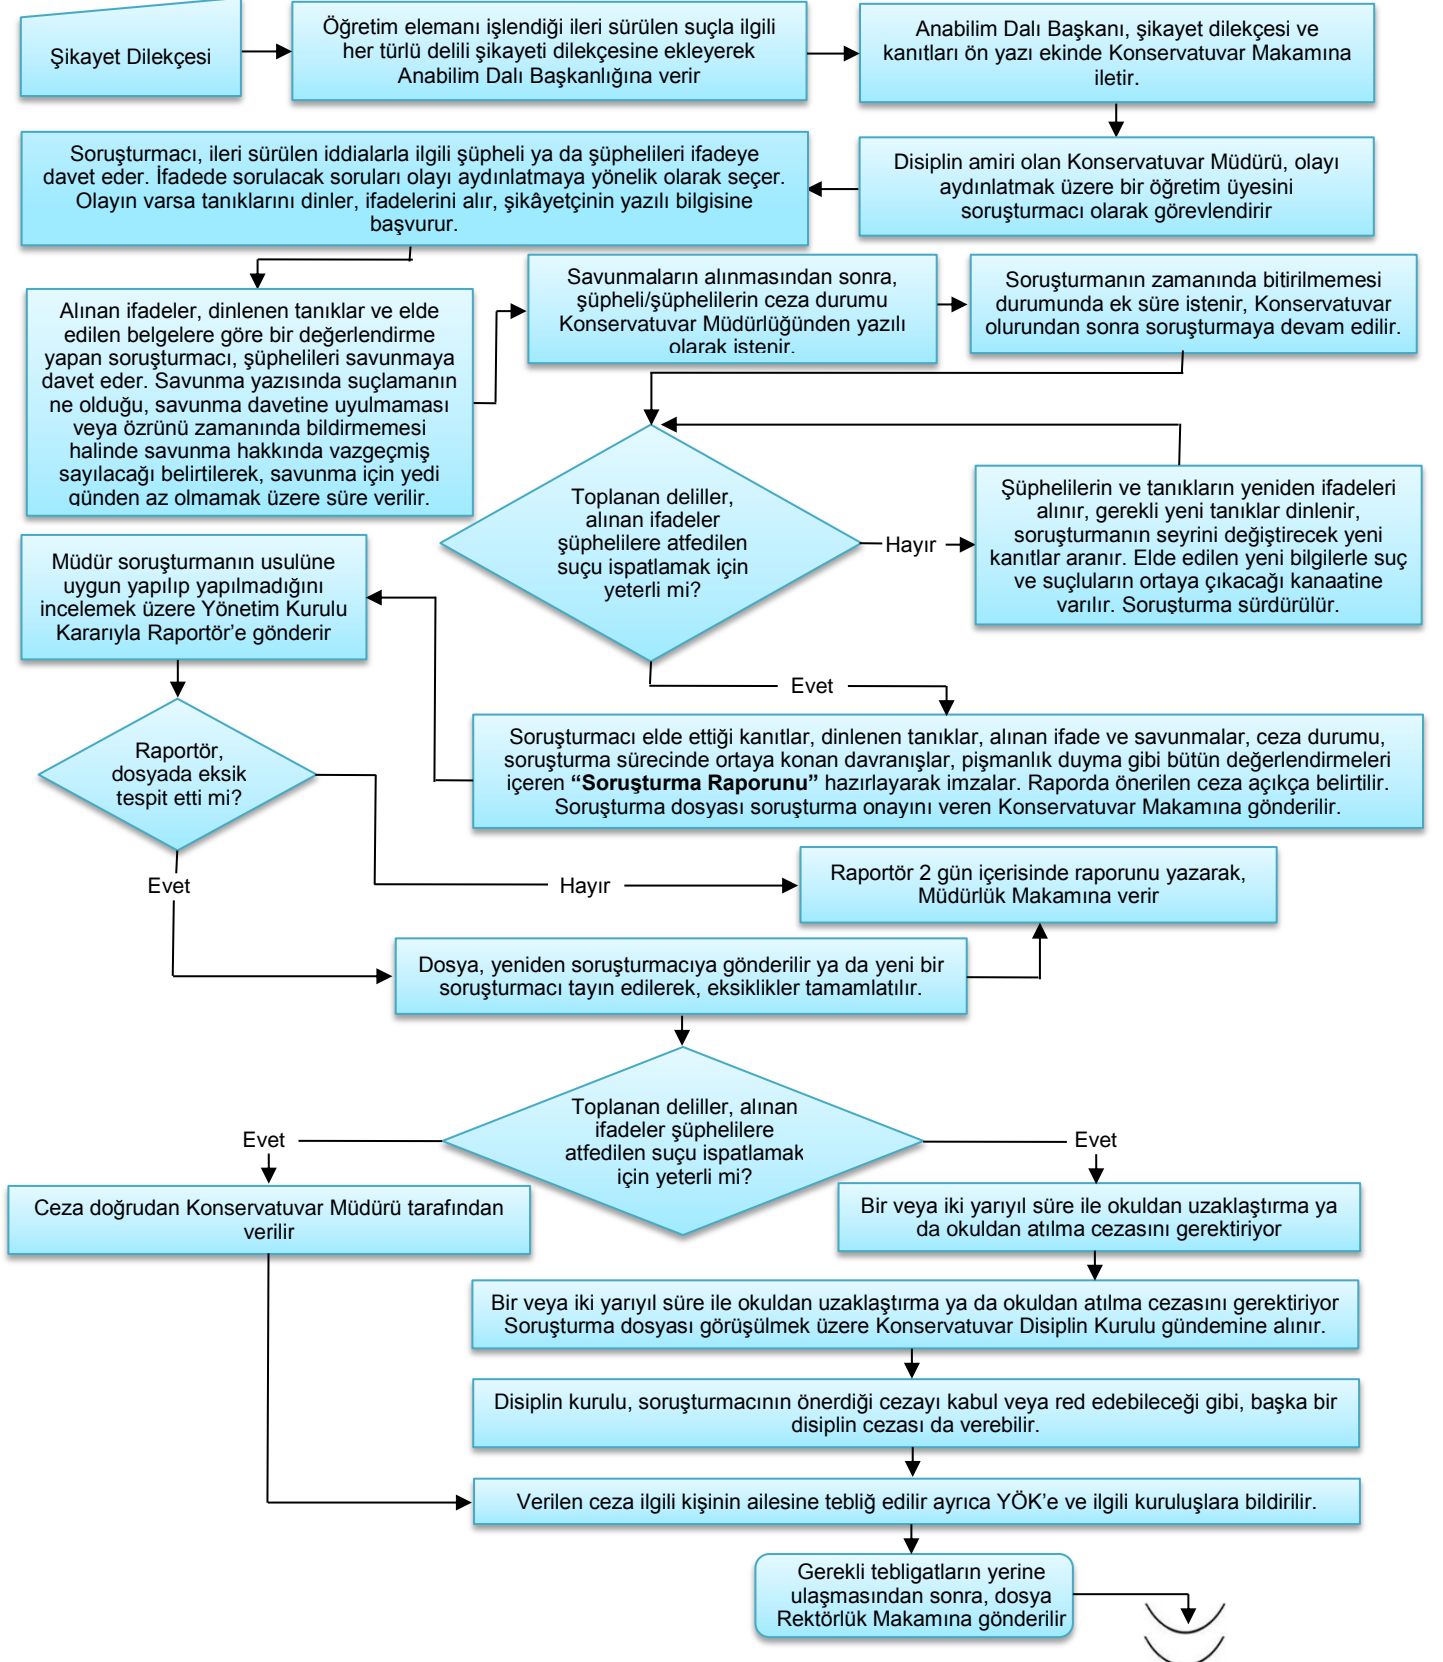 Şikayet Dilekçesi
Öğretim elemanı işlendiği ileri sürülen suçla ilgili
her türlü delili şikayeti dilekçesine ekleyerek
Anabilim Dalı Başkanlığına verir
Anabilim Dalı Başkanı, şikayet dilekçesi ve
kanıtları ön yazı ekinde Konservatuvar Makamına
iletir.
Disiplin amiri olan Konservatuvar Müdürü, olayı
aydınlatmak üzere bir öğretim üyesini
soruşturmacı olarak görevlendirir
Soruşturmacı, ileri sürülen iddialarla ilgili şüpheli ya da şüphelileri ifadeye
davet eder. İfadede sorulacak soruları olayı aydınlatmaya yönelik olarak seçer.
Olayın varsa tanıklarını dinler, ifadelerini alır, şikâyetçinin yazılı bilgisine
başvurur.
Alınan ifadeler, dinlenen tanıklar ve elde
edilen belgelere göre bir değerlendirme
yapan soruşturmacı, şüphelileri savunmaya
davet eder. Savunma yazısında suçlamanın
ne olduğu, savunma davetine uyulmaması
veya özrünü zamanında bildirmemesi
halinde savunma hakkında vazgeçmiş
sayılacağı belirtilerek, savunma için yedi
günden az olmamak üzere süre verilir.
Savunmaların alınmasından sonra,
şüpheli/şüphelilerin ceza durumu
Konservatuvar Müdürlüğünden yazılı
olarak istenir.
Soruşturmanın zamanında bitirilmemesi
durumunda ek süre istenir, Konservatuvar
olurundan sonra soruşturmaya devam edilir.
Toplanan deliller,
alınan ifadeler
şüphelilere atfedilen
suçu ispatlamak için
yeterli mi?
Hayır
Şüphelilerin ve tanıkların yeniden ifadeleri
alınır, gerekli yeni tanıklar dinlenir,
soruşturmanın seyrini değiştirecek yeni
kanıtlar aranır. Elde edilen yeni bilgilerle suç
ve suçluların ortaya çıkacağı kanaatine
varılır. Soruşturma sürdürülür.
Evet
Soruşturmacı elde ettiği kanıtlar, dinlenen tanıklar, alınan ifade ve savunmalar, ceza durumu,
soruşturma sürecinde ortaya konan davranışlar, pişmanlık duyma gibi bütün değerlendirmeleri
içeren “Soruşturma Raporunu” hazırlayarak imzalar. Raporda önerilen ceza açıkça belirtilir.
Soruşturma dosyası soruşturma onayını veren Konservatuvar Makamına gönderilir.
Müdür soruşturmanın usulüne
uygun yapılıp yapılmadığını
incelemek üzere Yönetim Kurulu
Kararıyla Raportör’e gönderir
Raportör,
dosyada eksik
tespit etti mi?
Evet
Hayır
Raportör 2 gün içerisinde raporunu yazarak,
Müdürlük Makamına verir
Dosya, yeniden soruşturmacıya gönderilir ya da yeni bir
soruşturmacı tayin edilerek, eksiklikler tamamlatılır.
Toplanan deliller, alınan
ifadeler şüphelilere
atfedilen suçu ispatlamak
için yeterli mi?
Evet
Evet
Ceza doğrudan Konservatuvar Müdürü tarafından
verilir
Bir veya iki yarıyıl süre ile okuldan uzaklaştırma ya
da okuldan atılma cezasını gerektiriyor
Bir veya iki yarıyıl süre ile okuldan uzaklaştırma ya da okuldan atılma cezasını gerektiriyor
Soruşturma dosyası görüşülmek üzere Konservatuvar Disiplin Kurulu gündemine alınır.
Disiplin kurulu, soruşturmacının önerdiği cezayı kabul veya red edebileceği gibi, başka bir
disiplin cezası da verebilir.
Verilen ceza ilgili kişinin ailesine tebliğ edilir ayrıca YÖK’e ve ilgili kuruluşlara bildirilir.
Gerekli tebligatların yerine
ulaşmasından sonra, dosya
Rektörlük Makamına gönderilir